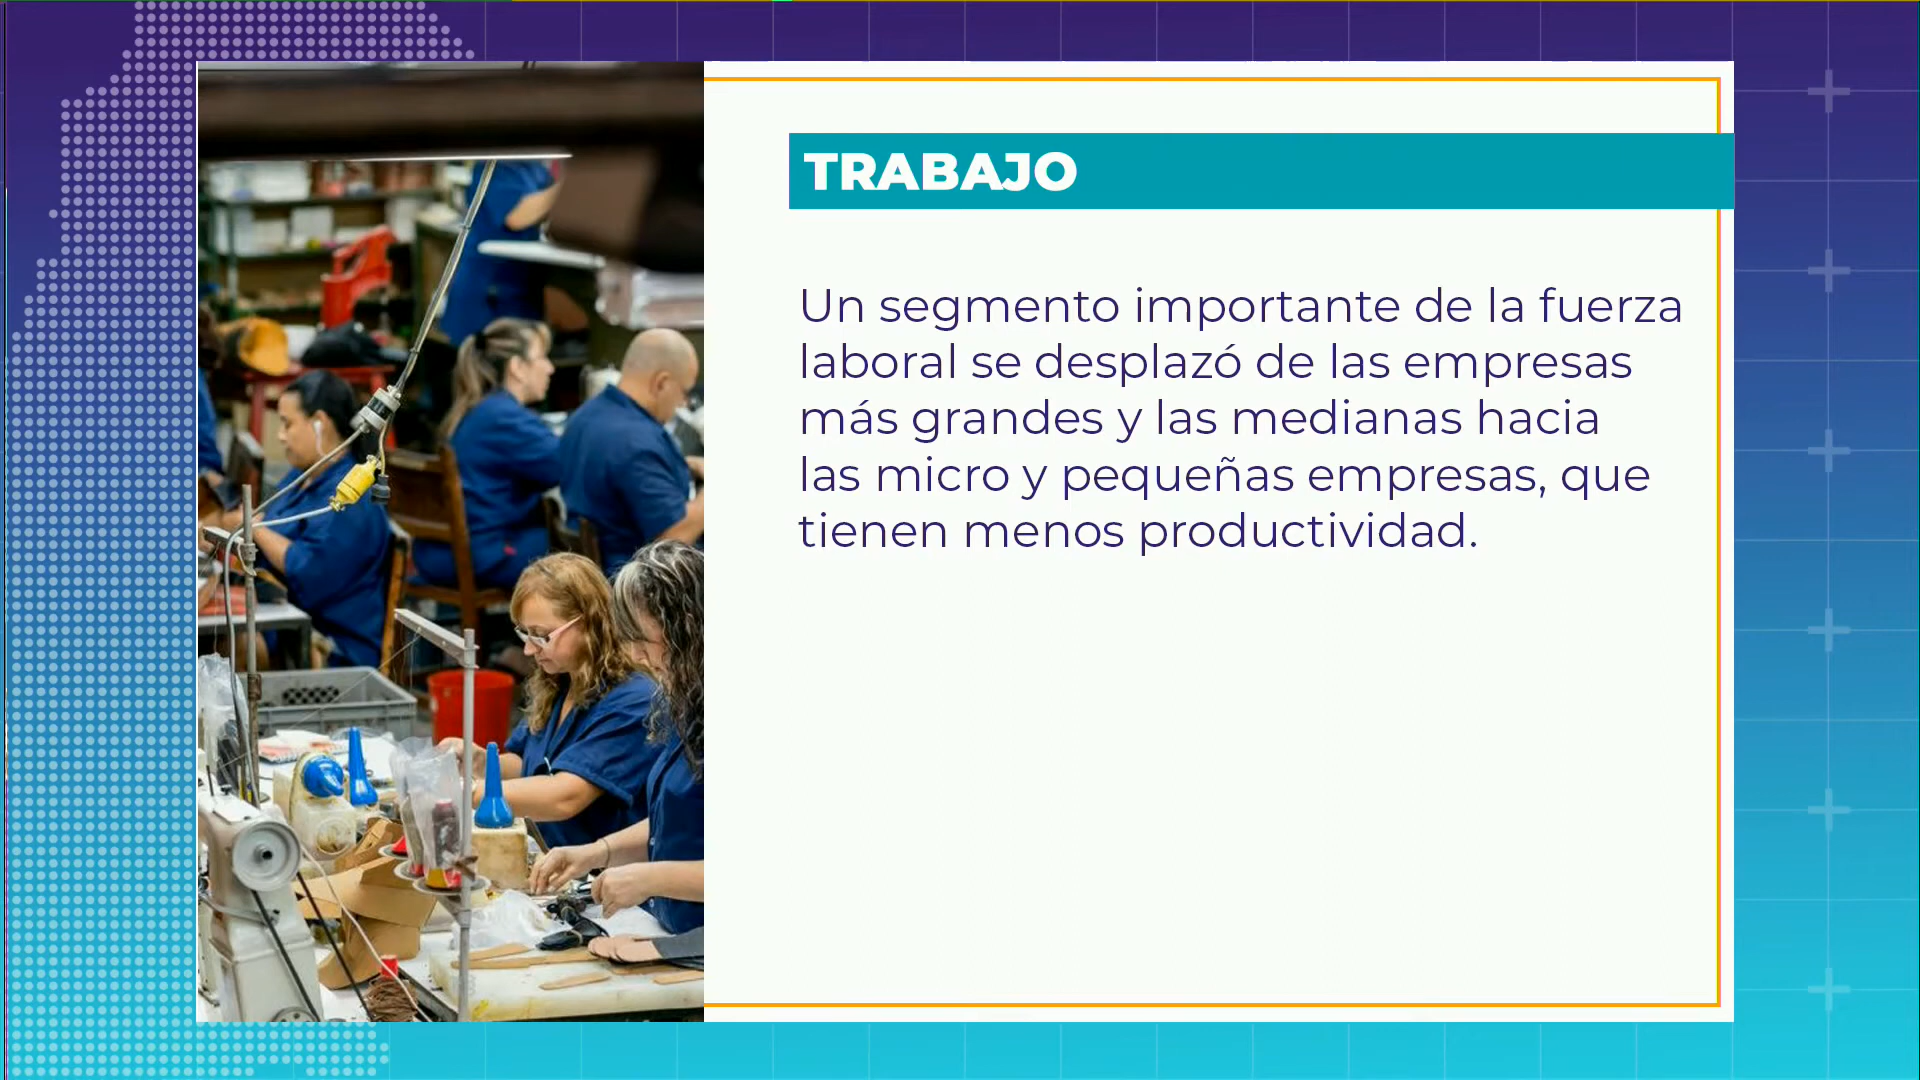 TRABAJO
Un segmento importante de la fuerza
laboral se desplazó de las empresas
más grandes y las medianas hacia
las micro y pequeñas empresas, que
tienen menos productividad.